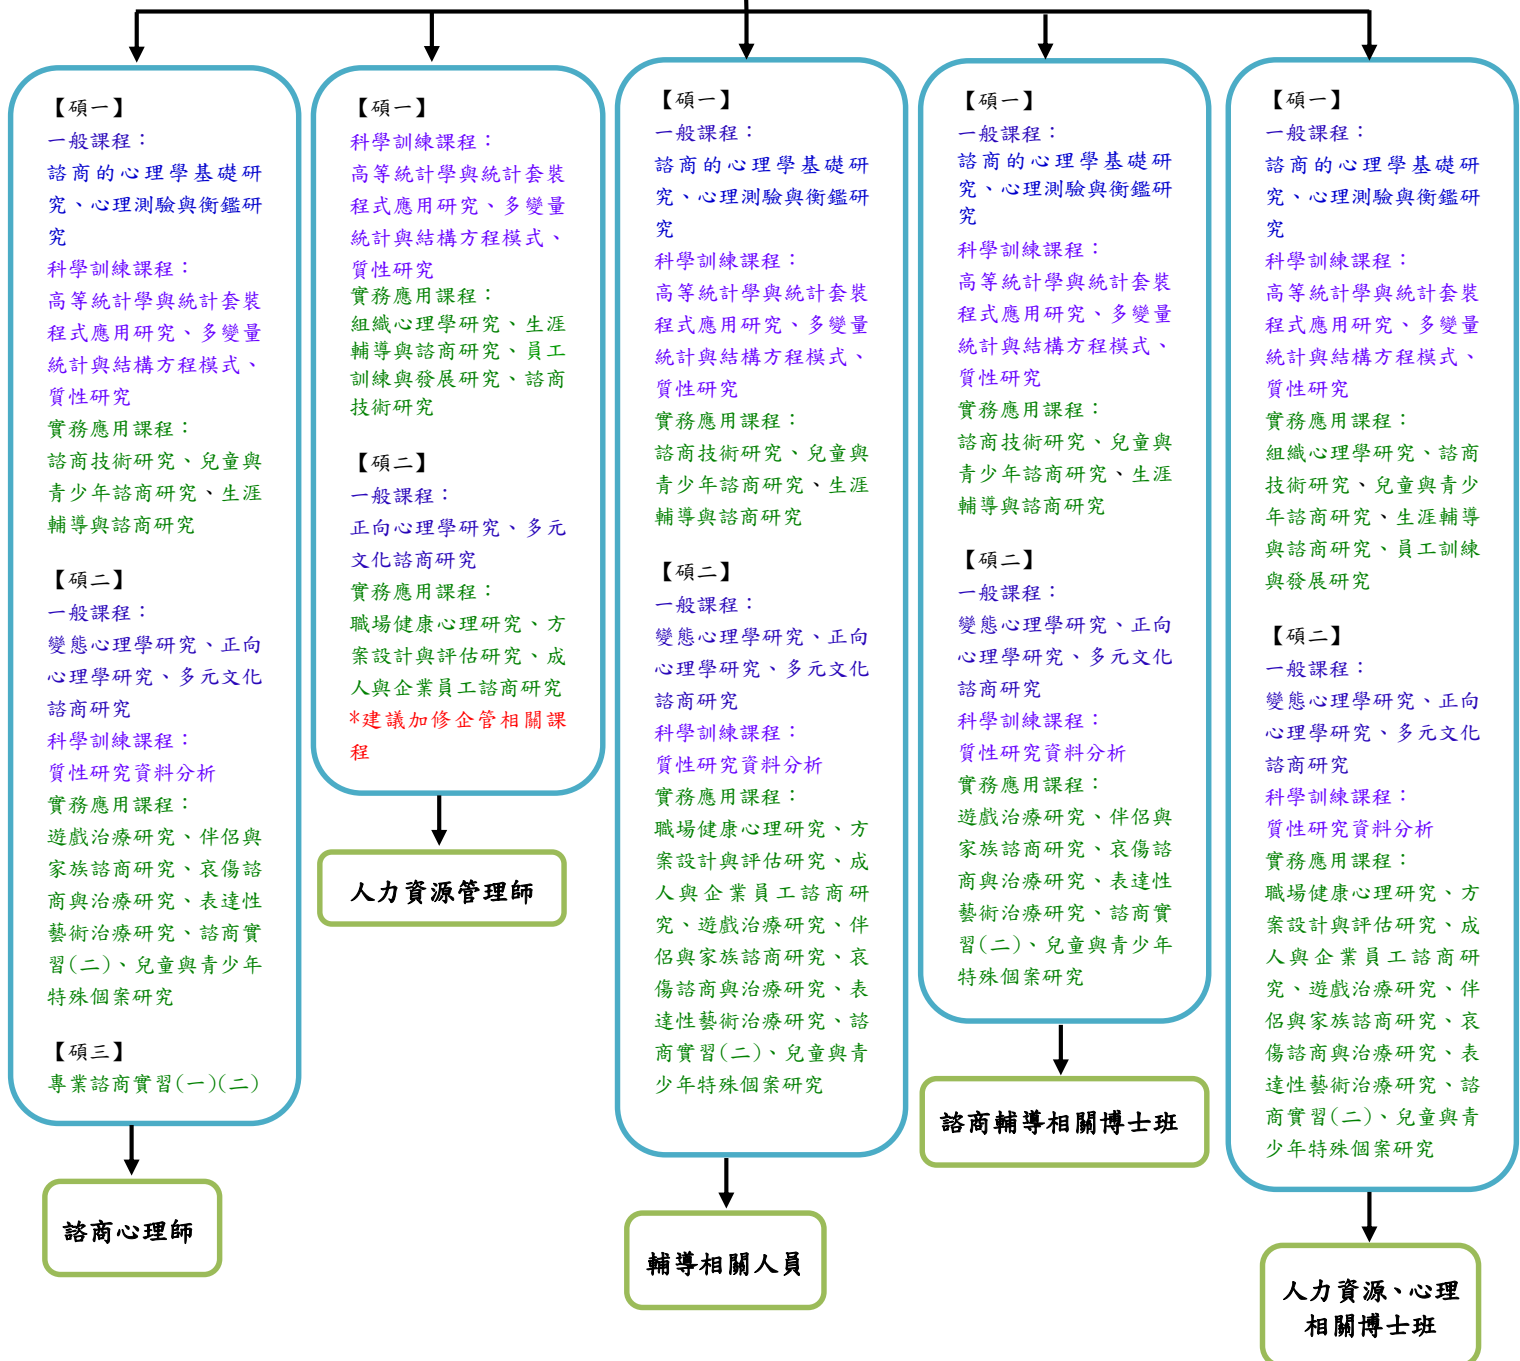 【碩一】
一般課程：
諮商的心理學基礎研
究、心理測驗與衡鑑研
究
科學訓練課程：
高等統計學與統計套裝
程式應用研究、多變量
統計與結構方程模式、
質性研究
實務應用課程：
諮商技術研究、兒童與
青少年諮商研究、生涯
輔導與諮商研究
【碩二】
一般課程：
變態心理學研究、正向
心理學研究、多元文化
諮商研究
科學訓練課程：
質性研究資料分析
實務應用課程：
遊戲治療研究、伴侶與
家族諮商研究、哀傷諮
商與治療研究、表達性
藝術治療研究、諮商實
習(二)、兒童與青少年
特殊個案研究
【碩三】
專業諮商實習(一)(二)
諮商心理師
【碩一】
科學訓練課程：
高等統計學與統計套裝
程式應用研究、多變量
統計與結構方程模式、
質性研究
實務應用課程：
組織心理學研究、生涯
輔導與諮商研究、員工
訓練與發展研究、諮商
技術研究
【碩二】
一般課程：
正向心理學研究、多元
文化諮商研究
實務應用課程：
職場健康心理研究、方
案設計與評估研究、成
人與企業員工諮商研究
*建議加修企管相關課
程
人力資源管理師
【碩一】
一般課程：
諮商的心理學基礎研
究、心理測驗與衡鑑研
究
科學訓練課程：
高等統計學與統計套裝
程式應用研究、多變量
統計與結構方程模式、
質性研究
實務應用課程：
諮商技術研究、兒童與
青少年諮商研究、生涯
輔導與諮商研究
【碩二】
一般課程：
變態心理學研究、正向
心理學研究、多元文化
諮商研究
科學訓練課程：
質性研究資料分析
實務應用課程：
職場健康心理研究、方
案設計與評估研究、成
人與企業員工諮商研
究、遊戲治療研究、伴
侶與家族諮商研究、哀
傷諮商與治療研究、表
達性藝術治療研究、諮
商實習(二)、兒童與青
少年特殊個案研究
輔導相關人員
【碩一】
一般課程：
諮商的心理學基礎研
究、心理測驗與衡鑑研
究
科學訓練課程：
高等統計學與統計套裝
程式應用研究、多變量
統計與結構方程模式、
質性研究
實務應用課程：
諮商技術研究、兒童與
青少年諮商研究、生涯
輔導與諮商研究
【碩二】
一般課程：
變態心理學研究、正向
心理學研究、多元文化
諮商研究
科學訓練課程：
質性研究資料分析
實務應用課程：
遊戲治療研究、伴侶與
家族諮商研究、哀傷諮
商與治療研究、表達性
藝術治療研究、諮商實
習(二)、兒童與青少年
特殊個案研究
諮商輔導相關博士班
【碩一】
一般課程：
諮商的心理學基礎研
究、心理測驗與衡鑑研
究
科學訓練課程：
高等統計學與統計套裝
程式應用研究、多變量
統計與結構方程模式、
質性研究
實務應用課程：
組織心理學研究、諮商
技術研究、兒童與青少
年諮商研究、生涯輔導
與諮商研究、員工訓練
與發展研究
【碩二】
一般課程：
變態心理學研究、正向
心理學研究、多元文化
諮商研究
科學訓練課程：
質性研究資料分析
實務應用課程：
職場健康心理研究、方
案設計與評估研究、成
人與企業員工諮商研
究、遊戲治療研究、伴
侶與家族諮商研究、哀
傷諮商與治療研究、表
達性藝術治療研究、諮
商實習(二)、兒童與青
少年特殊個案研究
人力資源、心理
相關博士班